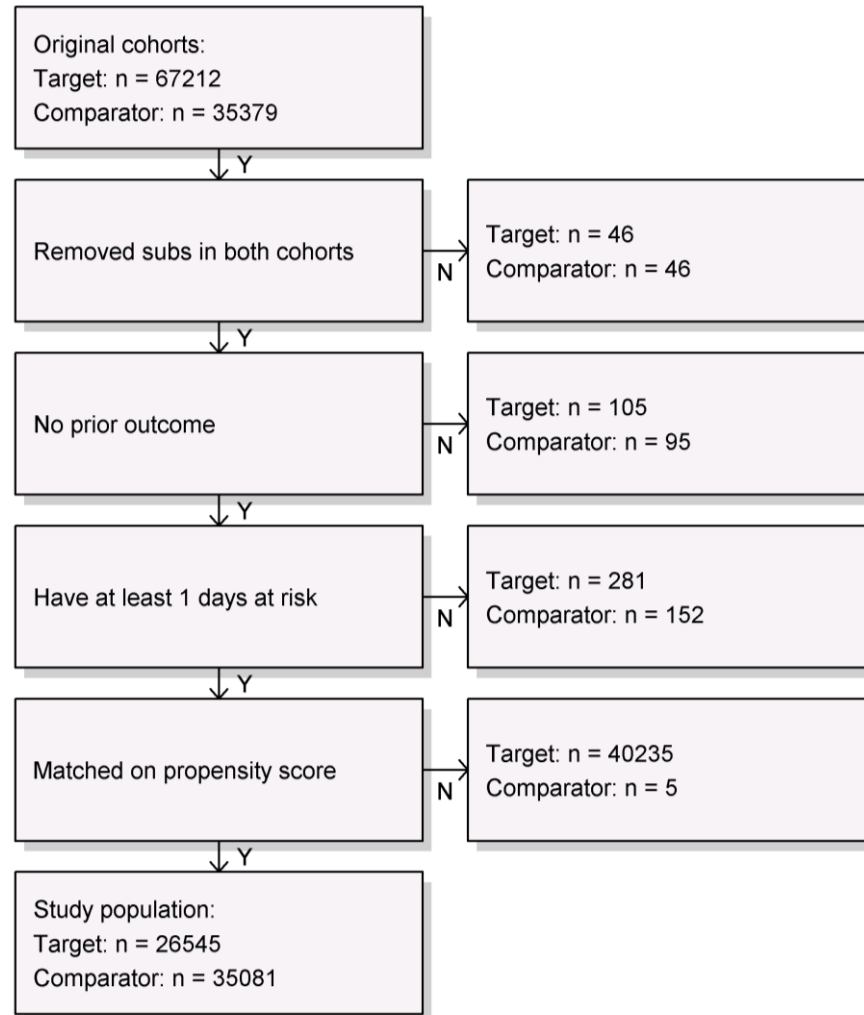 Original cohorts:
Target: n = 67212
Comparator: n = 35379
Y
Removed subs in both cohorts
N
Target: n = 46
Comparator: n = 46
Y
No prior outcome
N
Target: n = 105
Comparator: n = 95
Y
Have at least 1 days at risk
N
Target: n = 281
Comparator: n = 152
Y
Matched on propensity score
N
Target: n = 40235
Comparator: n = 5
Y
Study population:
Target: n = 26545
Comparator: n = 35081